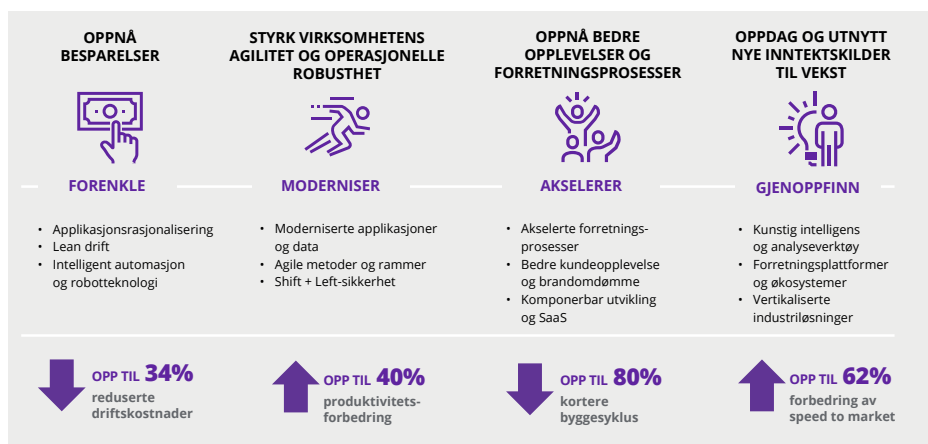 OPPNÅ
BESPARELSER
FORENKLE
• Applikasjonsrasjonalisering
• Lean drift
• Intelligent automasjon
og robotteknologi
OPP TIL 34%
reduserte
driftskostnader
STYRK VIRKSOMHETENS
AGILITET OG OPERASJONELLE
ROBUSTHET
MODERNISER
• Moderniserte applikasjoner
og data
• Agile metoder og rammer
• Shift + Left-sikkerhet
OPP TIL 40%
produktivitets-
forbedring
OPPNÅ BEDRE
OPPLEVELSER OG
FORRETNINGSPROSESSER
AKSELERER
• Akselerte forretnings-
prosesser
• Bedre kundeopplevelse
og brandomdømme
• Komponerbar utvikling
og SaaS
OPP TIL 80%
kortere
byggesyklus
OPPDAG OG UTNYTT
NYE INNTEKTSKILDER
TIL VEKST
GJENOPPFINN
• Kunstig intelligens
og analyseverktøy
• Forretningsplattformer
og økosystemer
• Vertikaliserte
industriløsninger
OPP TIL 62%
forbedring av
speed to market